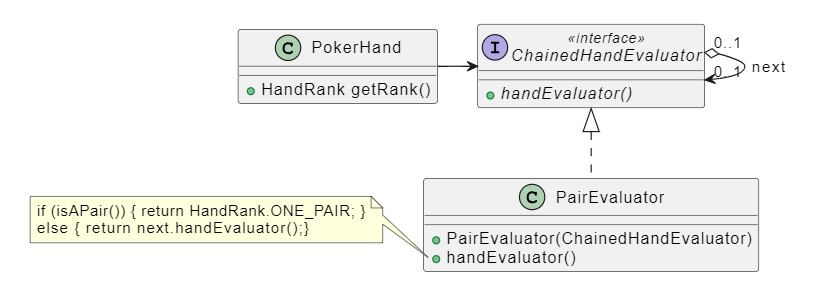 C PokerHand
HandRank getRank()
«interface»
I ChainedHandEvaluator
handEvaluator()
0..1
0..1
next
C PairEvaluator
PairEvaluator(ChainedHandEvaluator)
handEvaluator()
if (isAPair()) { return HandRank.ONE_PAIR; }
else { return next.handEvaluator();}